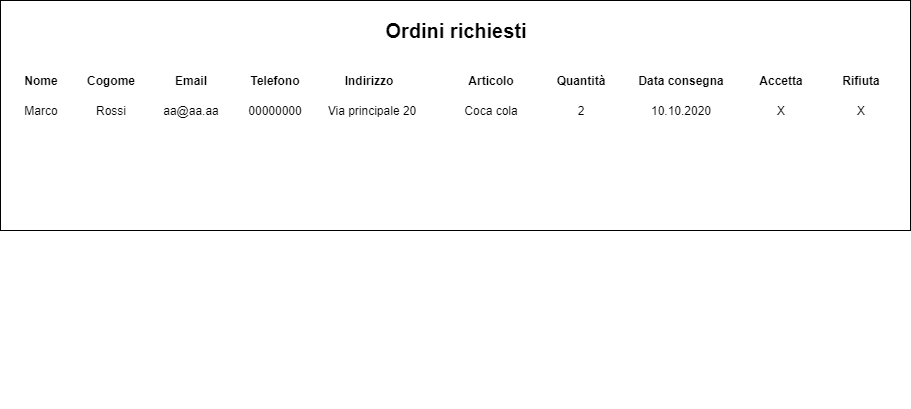 Ordini richiesti
Nome Cogome Email Telefono Indirizzo Articolo Quantità Data consegna Accetta Rifiuta
Marco Rossi aa@aa.aa 00000000 Via principale 20 Coca cola 2 10.10.2020 X X